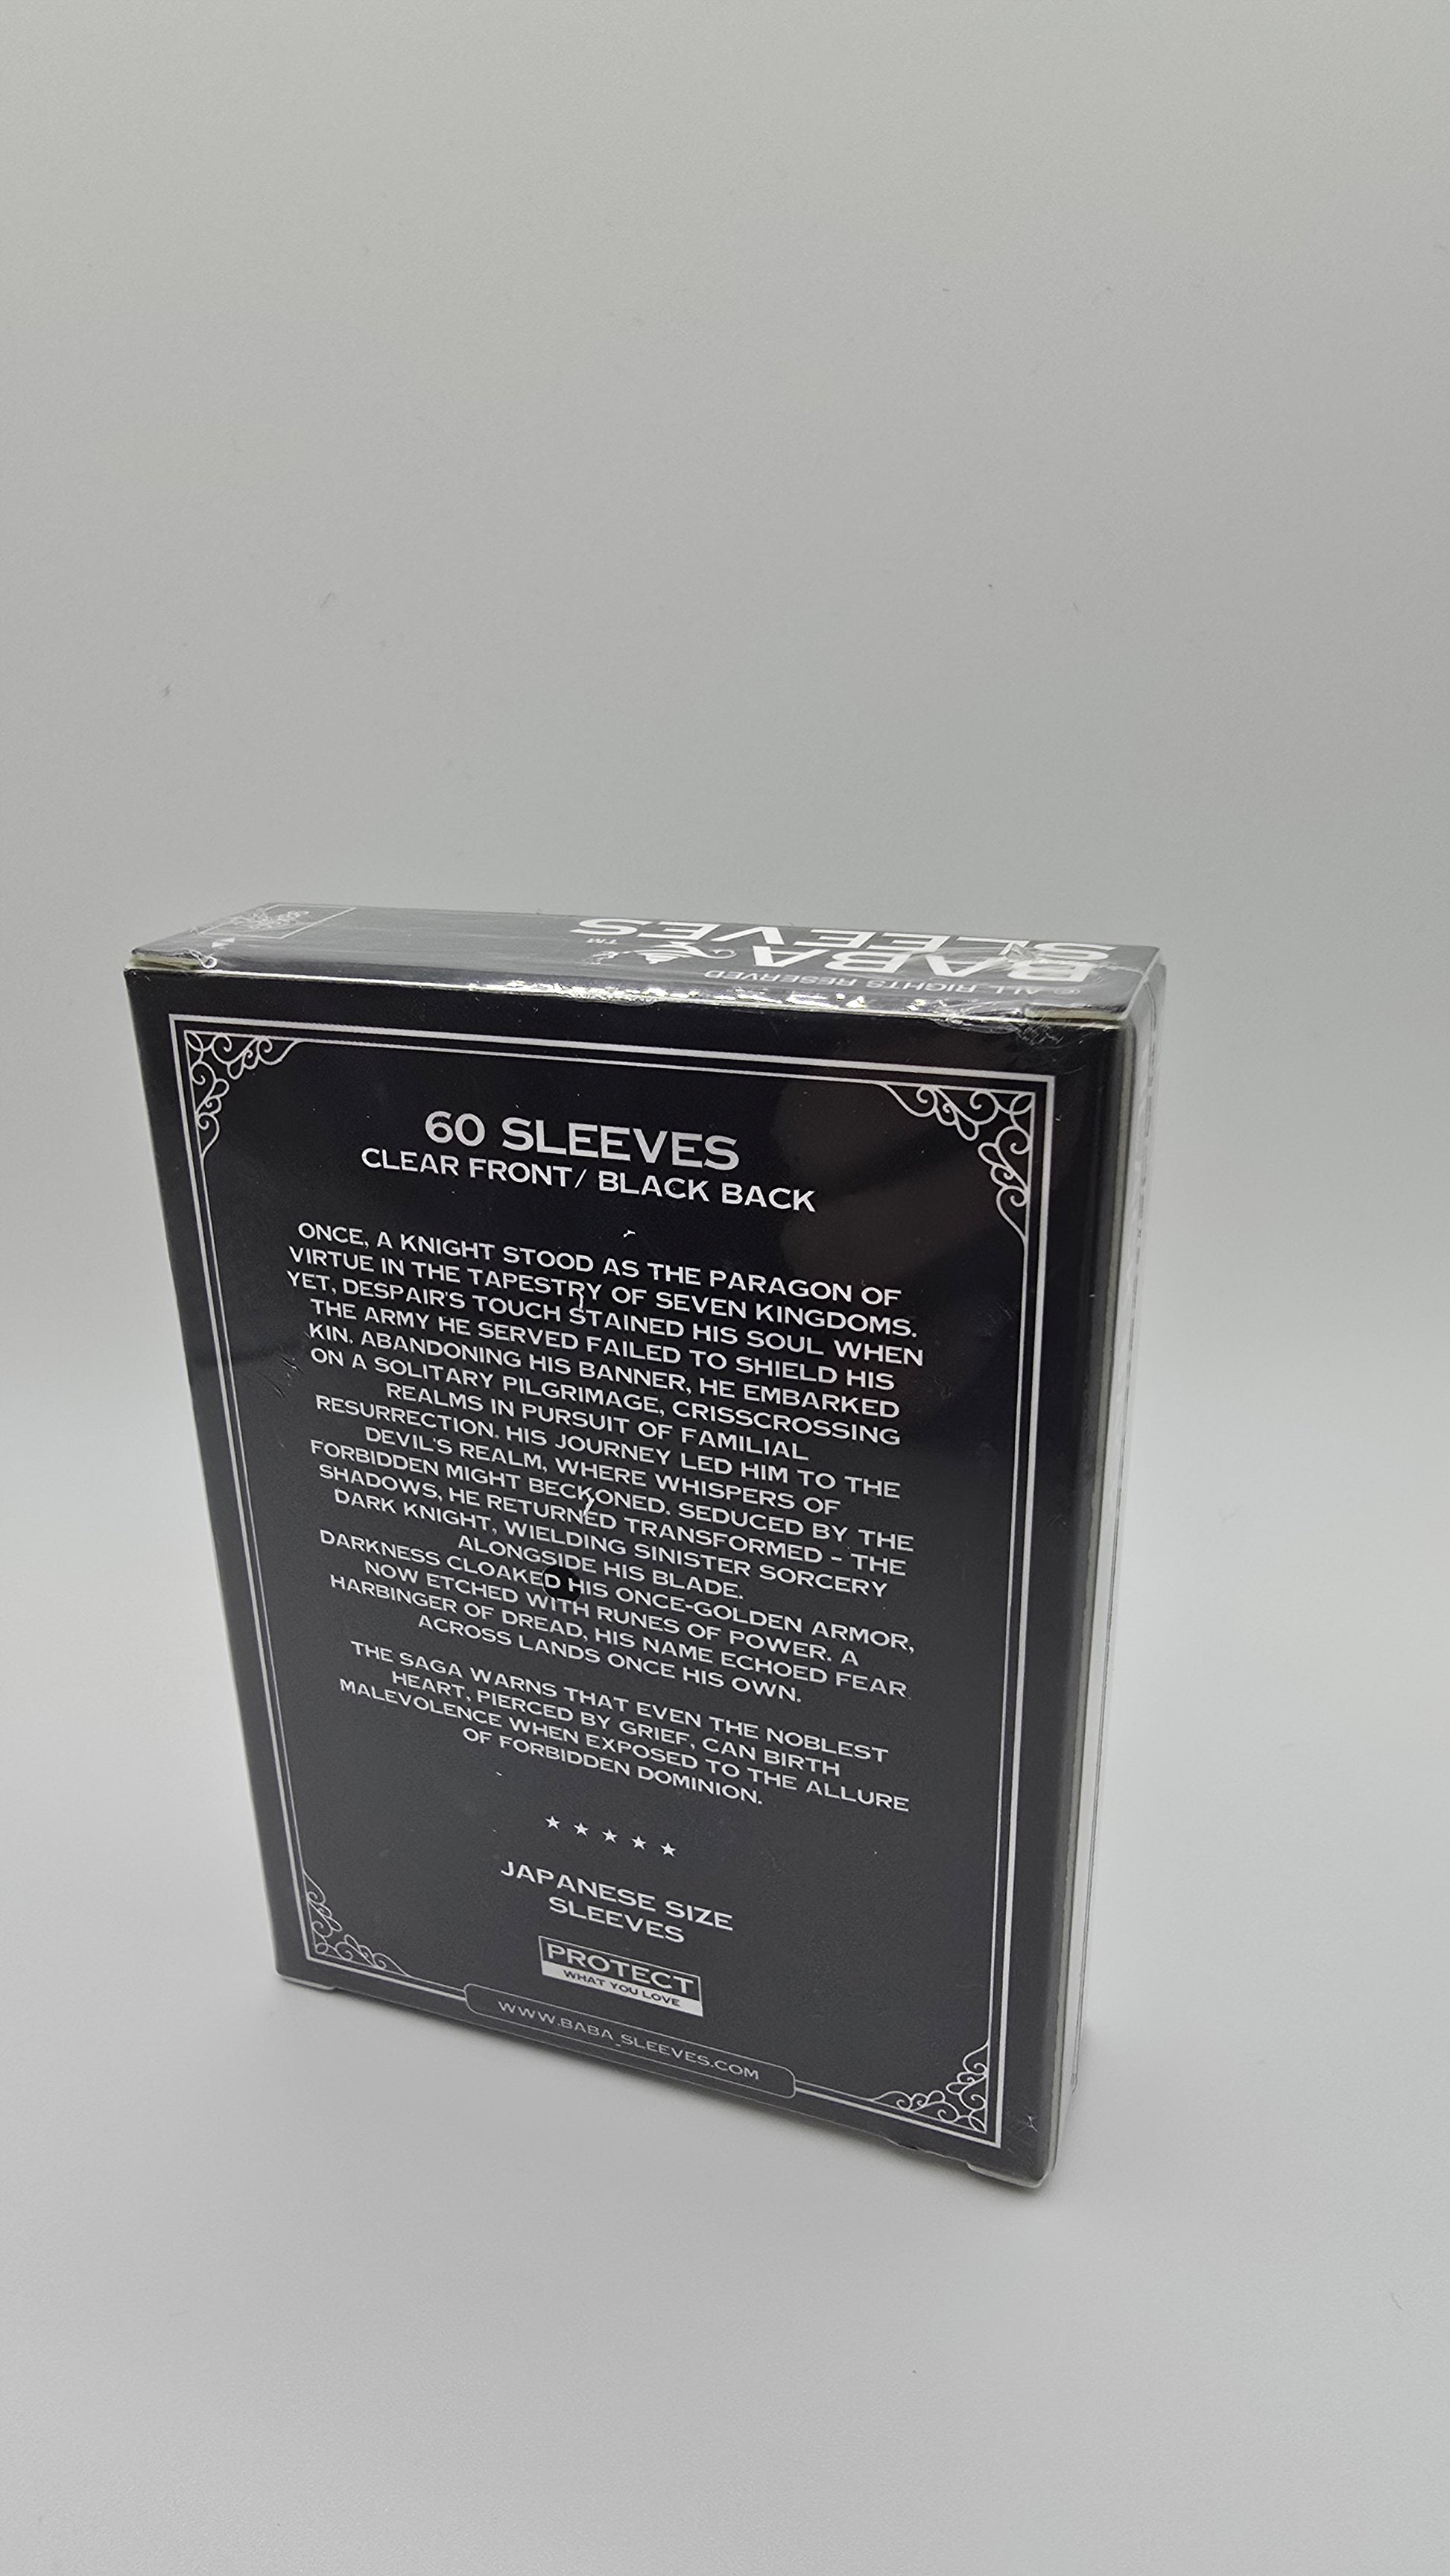 BABA
SLEEVES™
© ALL RIGHTS RESERVED
60 SLEEVES
CLEAR FRONT/ BLACK BACK
ONCE, A KNIGHT STOOD AS THE PARAGON OF
VIRTUE IN THE TAPESTRY OF SEVEN KINGDOMS.
YET, DESPAIR'S TOUCH STAINED HIS SOUL WHEN
THE ARMY HE SERVED FAILED TO SHIELD HIS
KIN. ABANDONING HIS BANNER, HE EMBARKED
ON A SOLITARY PILGRIMAGE, CRISSCROSSING
REALMS IN PURSUIT OF FAMILIAL
RESURRECTION. HIS JOURNEY LED HIM TO THE
DEVIL'S REALM, WHERE WHISPERS OF
FORBIDDEN MIGHT BECKONED. SEDUCED BY THE
SHADOWS, HE RETURNED TRANSFORMED - THE
DARK KNIGHT, WIELDING SINISTER SORCERY
ALONGSIDE HIS BLADE.
DARKNESS CLOAKED HIS ONCE-GOLDEN ARMOR,
NOW ETCHED WITH RUNES OF POWER. A
HARBINGER OF DREAD, HIS NAME ECHOED FEAR
ACROSS LANDS ONCE HIS OWN.
THE SAGA WARNS THAT EVEN THE NOBLEST
HEART, PIERCED BY GRIEF, CAN BIRTH
MALEVOLENCE WHEN EXPOSED TO THE ALLURE
OF FORBIDDEN DOMINION.
★ ★ ★ ★ ★
JAPANESE SIZE
SLEEVES
PROTECT
WHAT YOU LOVE
WWW.BABA_SLEEVES.COM